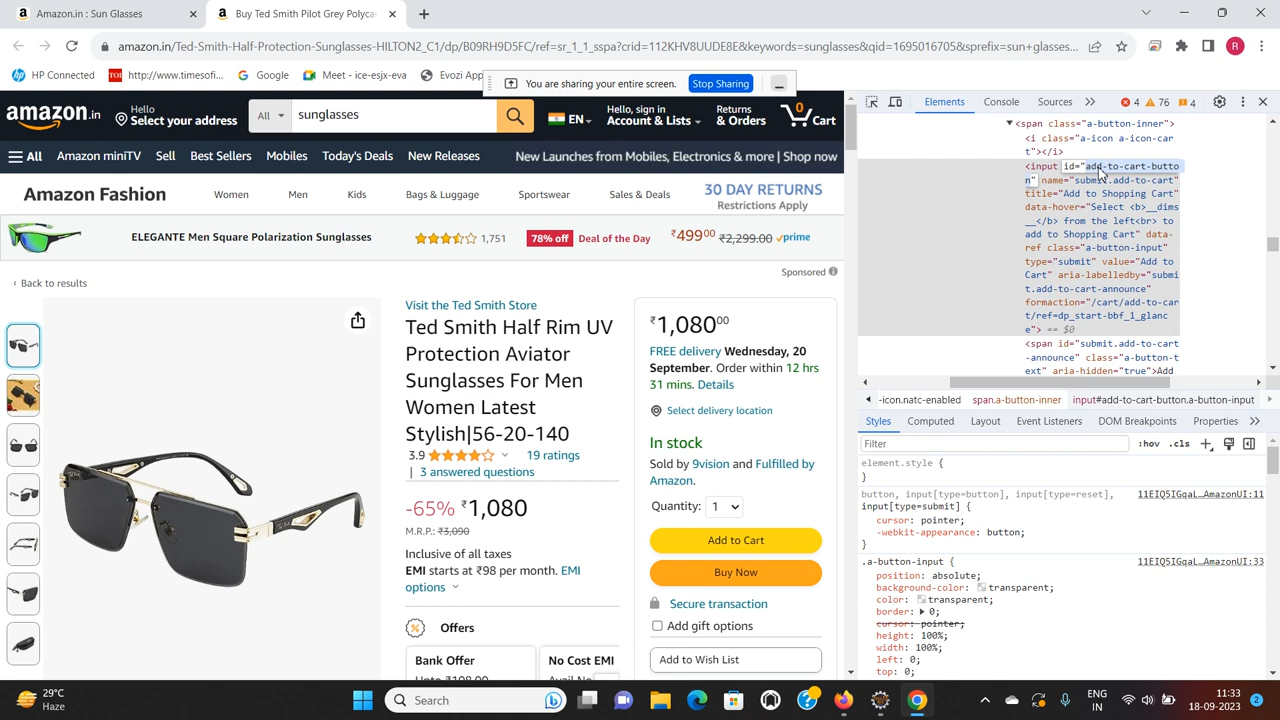 Amazon.in : Sun Glasses
Buy Ted Smith Pilot Grey Polycar
amazon.in/Ted-Smith-Half-Protection-Sunglasses-HILTON2_C1/dp/B09RH9D5FC/ref=sr_1_1_sspa?crid=112KHV8UUDE8E&keywords=sunglasses&qid=1695016705&sprefix=sun+glasses...
R
HP Connected
TOI
http://www.timesofi...
Google
Meet - ice-esjx-eva
Evozi App
You are sharing your entire screen.
Stop Sharing
amazon.in
Hello
Select your address
All
sunglasses
EN
Hello, sign in
Account & Lists
Returns
& Orders
0
Cart
All
Amazon miniTV
Sell
Best Sellers
Mobiles
Today's Deals
New Releases
New Launches from Mobiles, Electronics & more | Shop now
Amazon Fashion
Women
Men
Kids
Bags & Luggage
Sportswear
Sales & Deals
30 DAY RETURNS
Restrictions Apply
ELEGANTE Men Square Polarization Sunglasses
1,751
78% off
Deal of the Day
₹499.00
₹2,299.00
prime
Sponsored
‹ Back to results
Visit the Ted Smith Store
Ted Smith Half Rim UV
Protection Aviator
Sunglasses For Men
Women Latest
Stylish|56-20-140
3.9
19 ratings
| 3 answered questions
-65% ₹1,080
M.R.P.: ₹3,090
Inclusive of all taxes
EMI starts at ₹98 per month. EMI
options
Offers
Bank Offer
No Cost EMI
₹1,080.00
FREE delivery Wednesday, 20
September. Order within 12 hrs
31 mins. Details
Select delivery location
In stock
Sold by 9vision and Fulfilled by
Amazon.
Quantity: 1
Add to Cart
Buy Now
Secure transaction
Add gift options
Add to Wish List
Elements
Console
Sources
4
76
4
<span class="a-button-inner">
<i class="a-icon a-icon-car
t"></i>
<input id="add-to-cart-butto
n" name="submit.add-to-cart"
title="Add to Shopping Cart"
data-hover="Select <b>__dims
__</b> from the left<br> to
add to Shopping Cart" data-
ref class="a-button-input"
type="submit" value="Add to
Cart" aria-labelledby="submi
t.add-to-cart-announce"
formaction="/cart/add-to-car
t/ref=dp_start-bbf_1_glanc
e"> == $0
<span id="submit.add-to-cart
-announce" class="a-button-t
ext" aria-hidden="true">Add
-icon.natc-enabled
span.a-button-inner
input#add-to-cart-button.a-button-input
Styles
Computed
Layout
Event Listeners
DOM Breakpoints
Properties
Filter
:hov
.cls
element.style {
}
button, input[type=button], input[type=reset],
11EIQ5IGqaL…AmazonUI:11
input[type=submit] {
cursor: pointer;
-webkit-appearance: button;
}
.a-button-input {
11EIQ5IGqaL…AmazonUI:33
position: absolute;
background-color: transparent;
color: transparent;
border: 0;
cursor: pointer;
height: 100%;
width: 100%;
left: 0;
top: 0;
29°C
Haze
Search
ENG
IN
11:33
18-09-2023
2